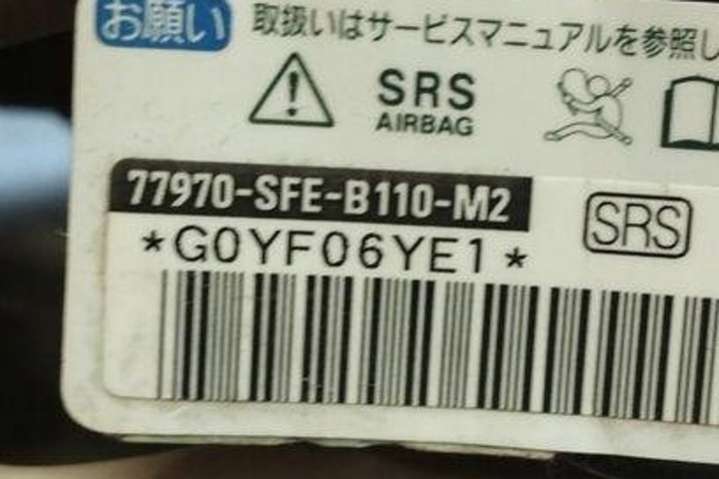 お願い
取扱いはサービスマニュアルを参照し
SRS
AIRBAG
77970-SFE-B110-M2
SRS
*G0YF06YE1*